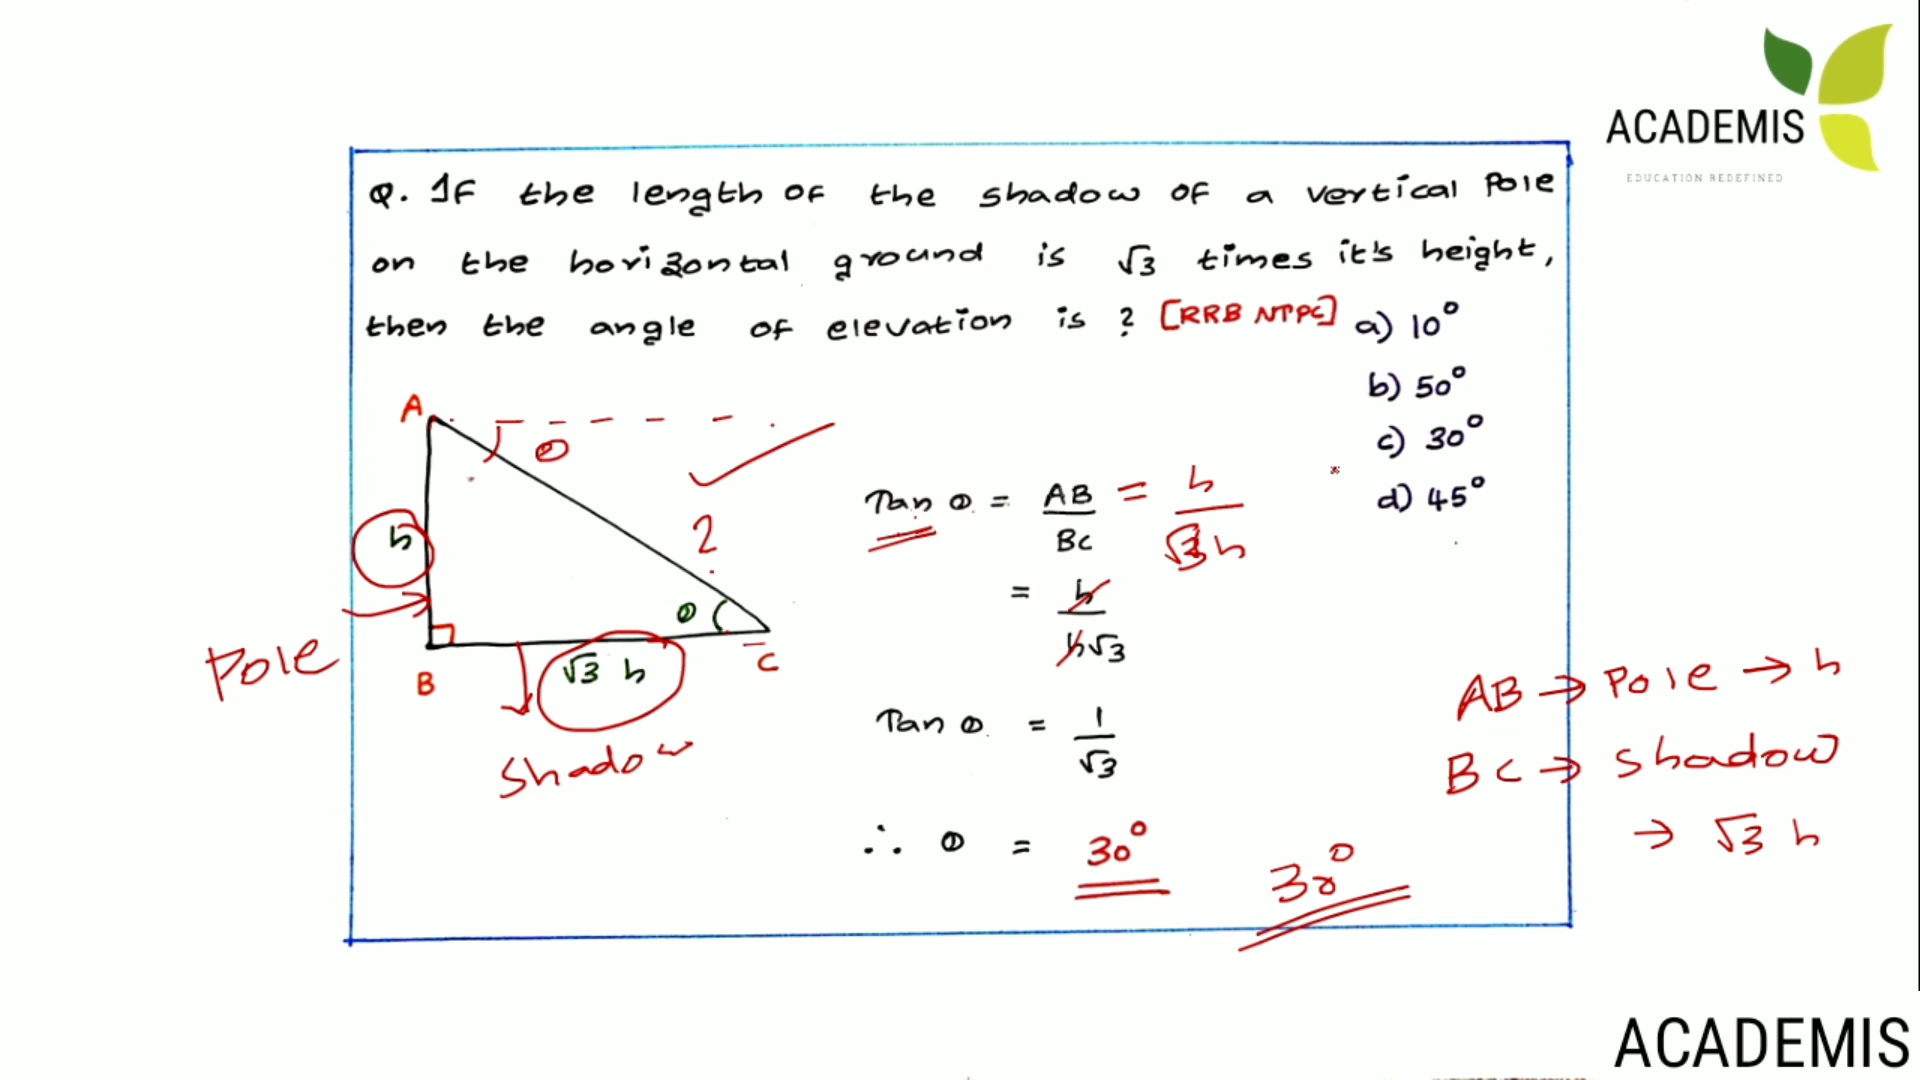 ACADEMIS
EDUCATION REDEFINED
Q. If the length of the shadow of a vertical Pole
on the horizontal ground is √3 times it's height,
then the angle of elevation is ? [RRB NTPC]
a) 10°
b) 50°
c) 30°
d) 45°
A
θ
h
?
θ
Pole
B
√3 h
C
Shadow
Tan θ = AB/BC = h/√3 h
= h/h√3
Tan θ = 1/√3
∴ θ = 30°
30°
AB → Pole → h
BC → Shadow
→ √3 h
ACADEMIS